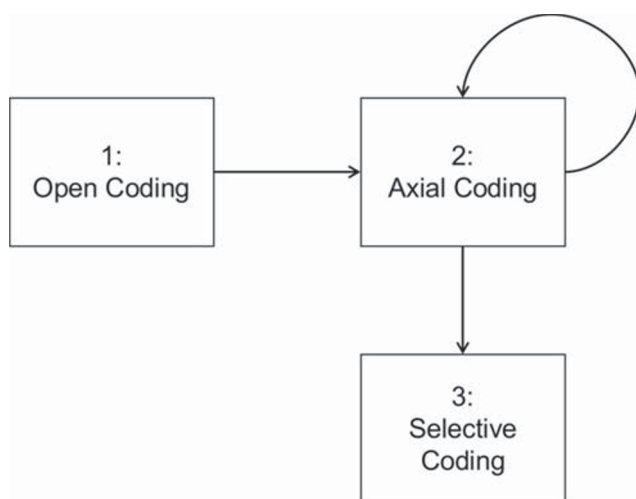 1:
Open Coding
2:
Axial Coding
3:
Selective
Coding